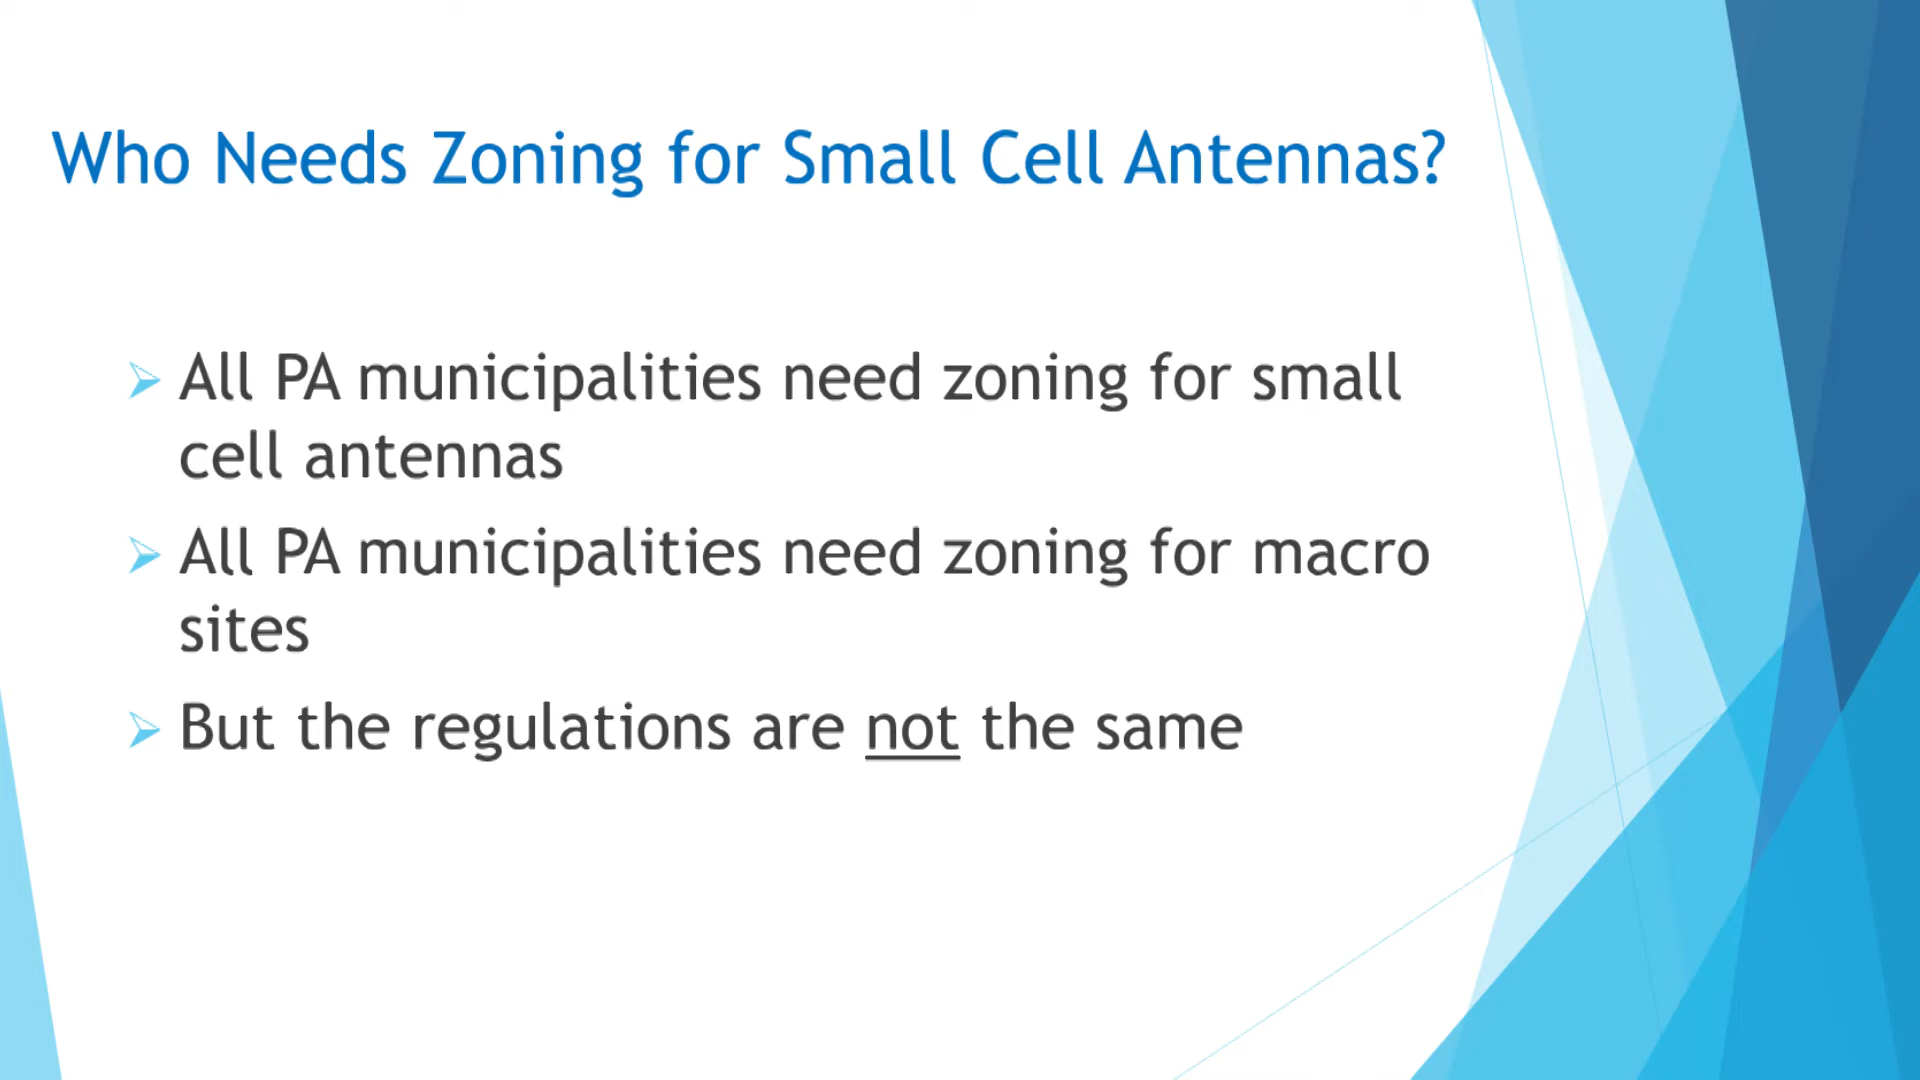 Who Needs Zoning for Small Cell Antennas?
All PA municipalities need zoning for small
cell antennas
All PA municipalities need zoning for macro
sites
But the regulations are not the same